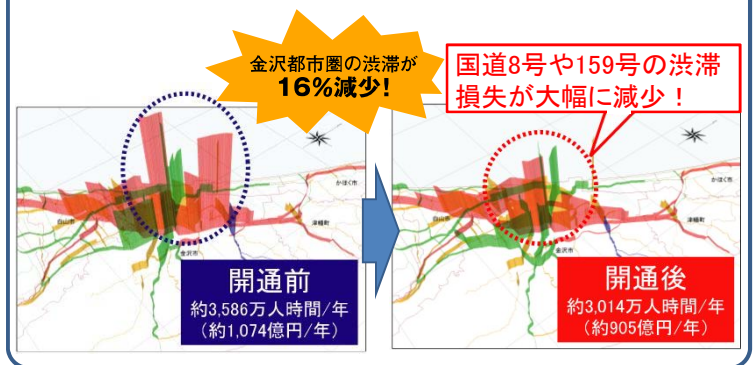 金沢都市圏の渋滞が
16%減少!
国道8号や159号の渋滞
損失が大幅に減少！
かほく市
白山市
津幡町
金沢市
開通前
約3,586万人時間/年
（約1,074億円/年）
かほく市
白山市
津幡町
金沢市
開通後
約3,014万人時間/年
（約905億円/年）